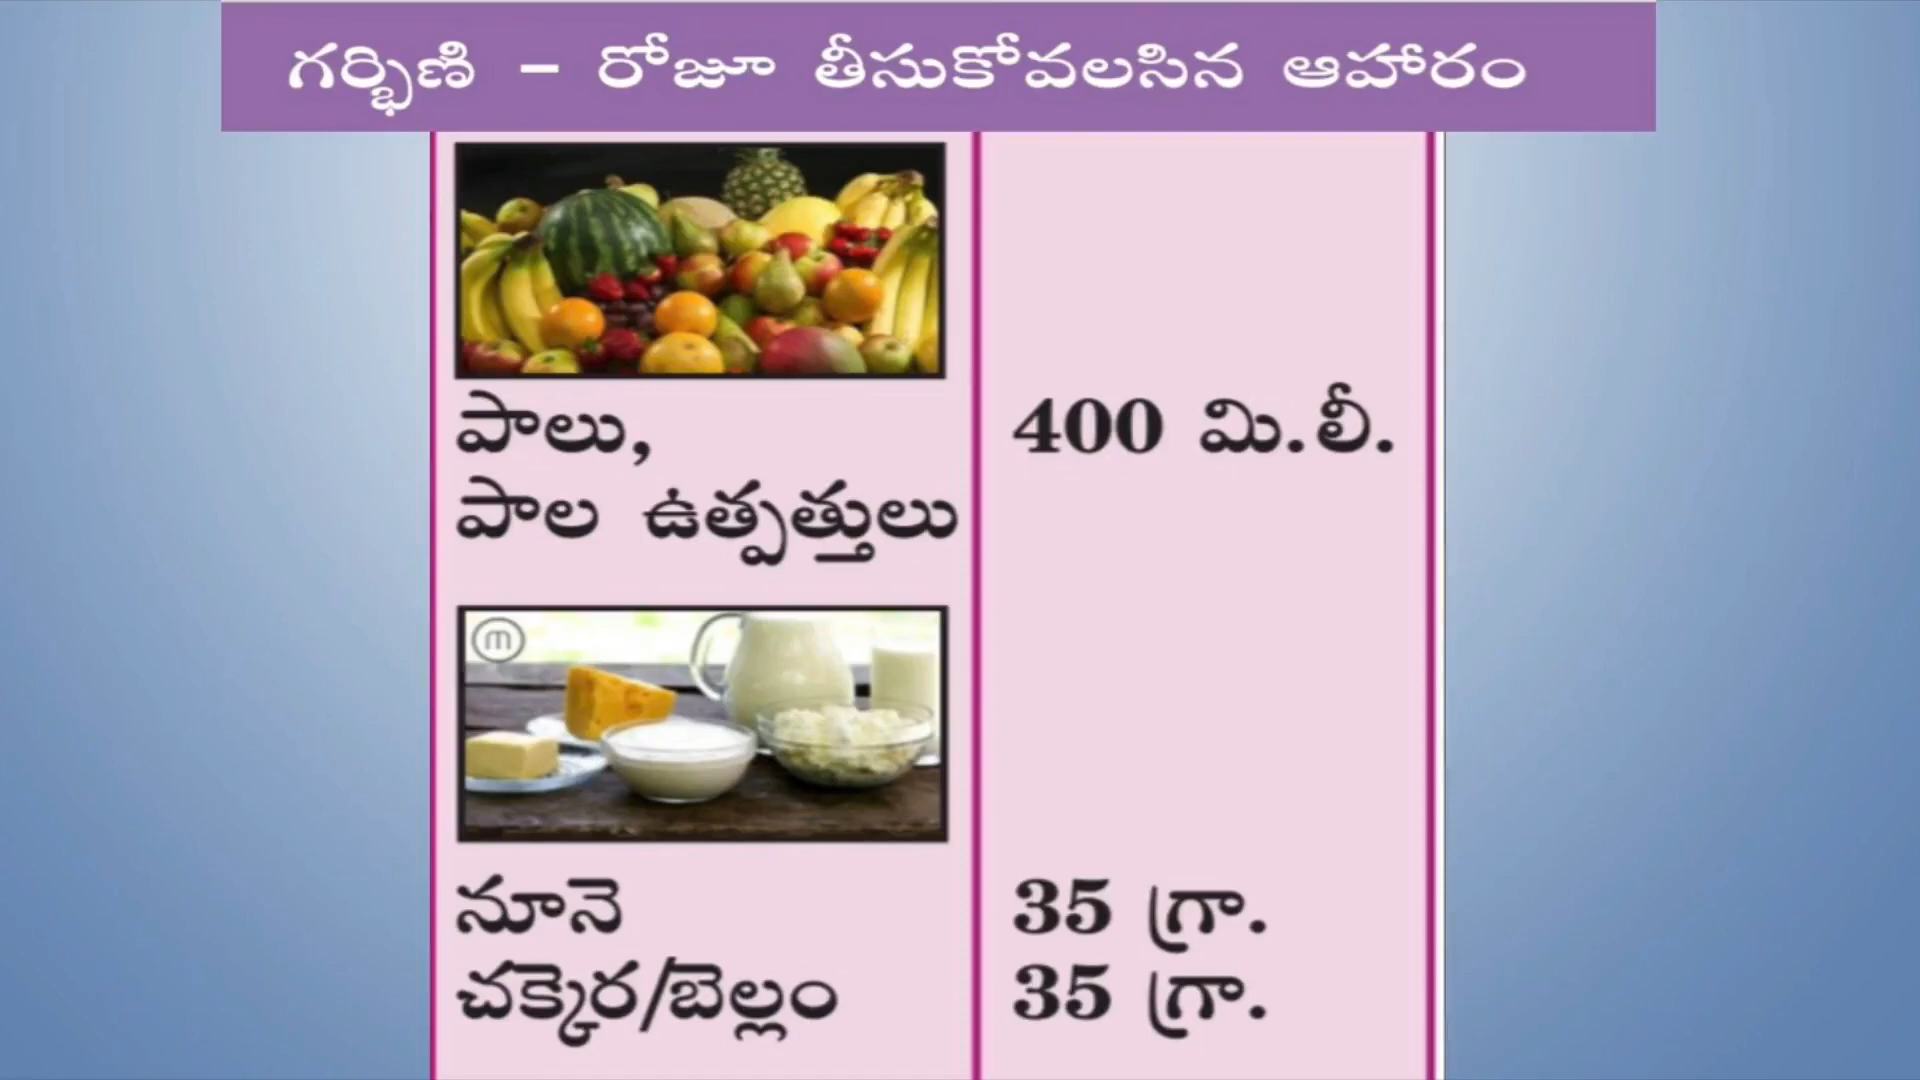 గర్భిణి – రోజూ తీసుకోవలసిన ఆహారం
పాలు, 400 మి.లీ.
పాల ఉత్పత్తులు
m
నూనె 35 గ్రా.
చక్కెర/బెల్లం 35 గ్రా.